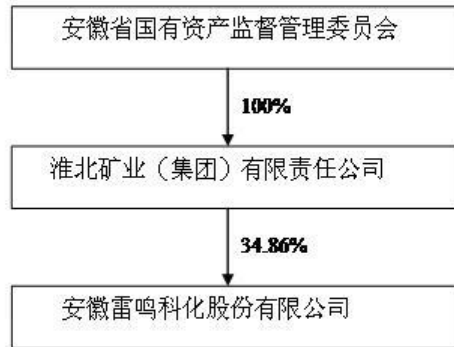 安徽省国有资产监督管理委员会
100%
淮北矿业（集团）有限责任公司
34.86%
安徽雷鸣科化股份有限公司